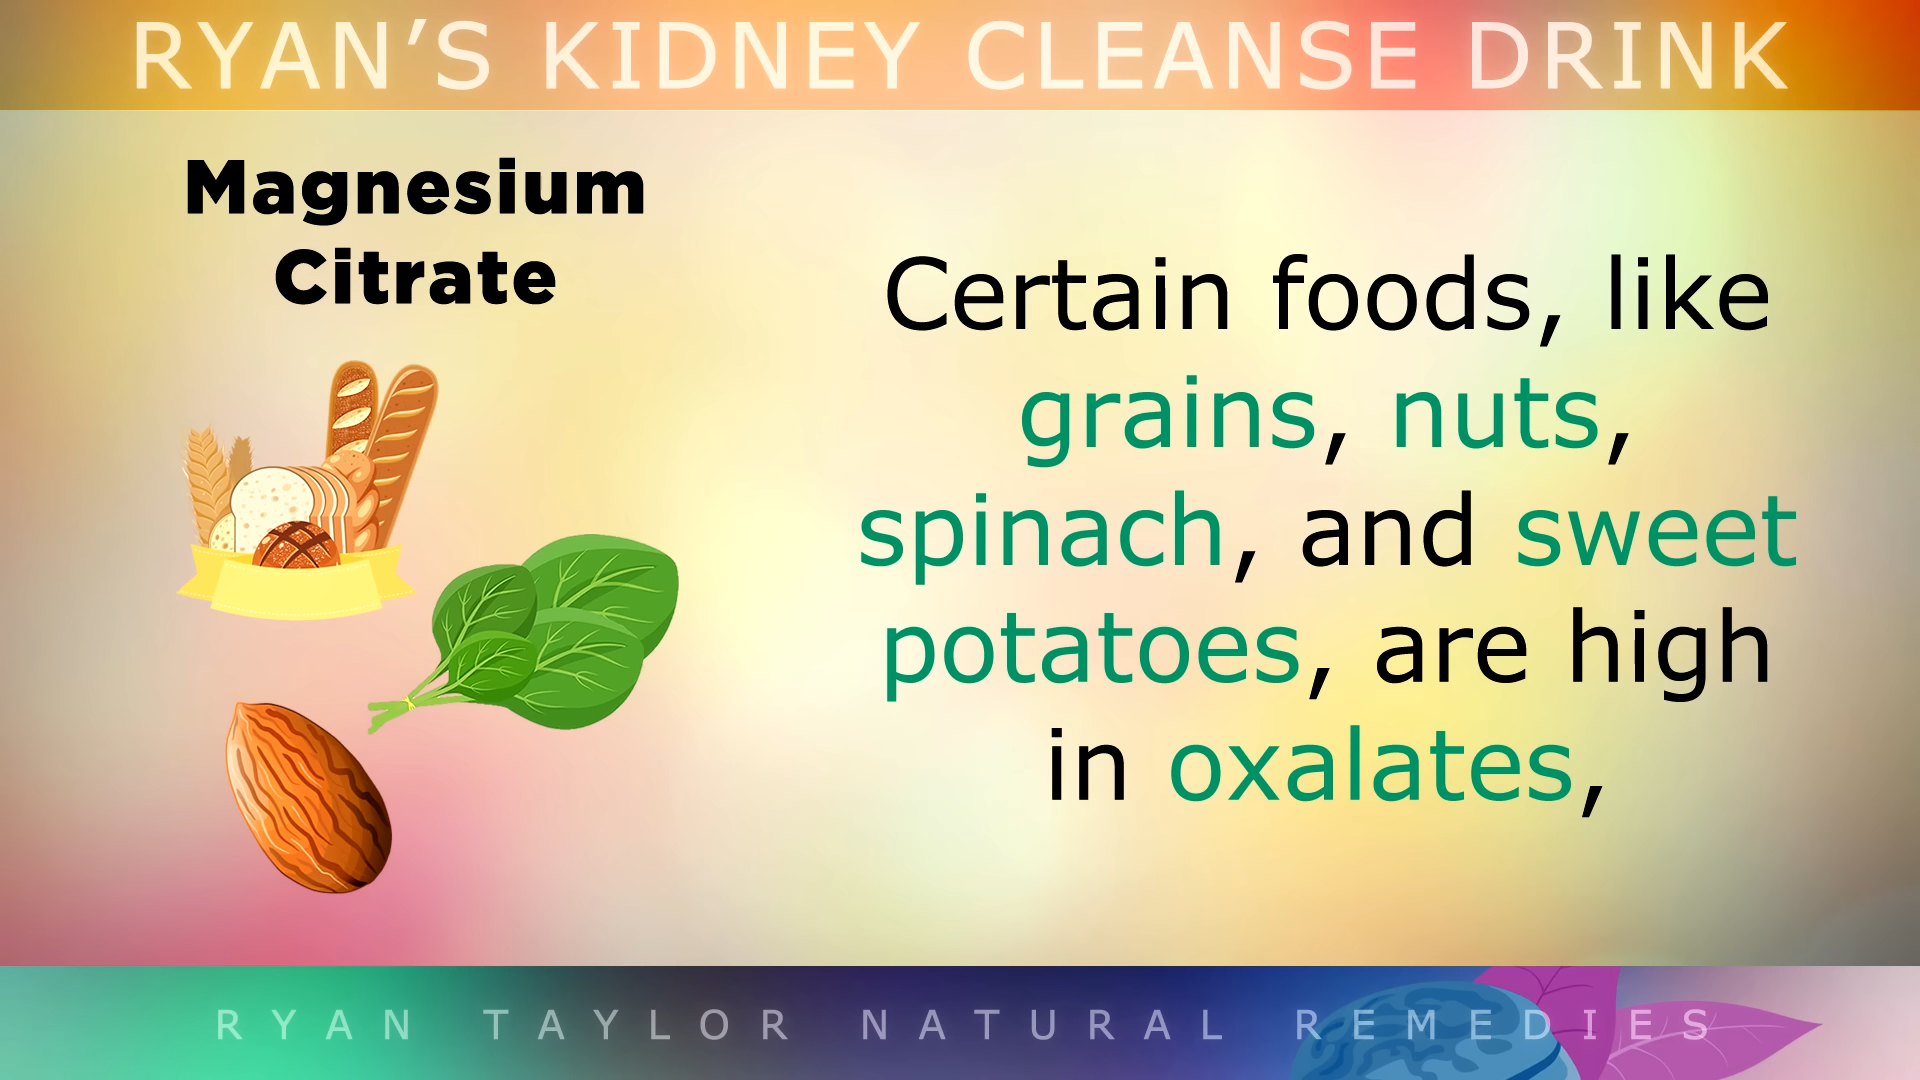 RYAN'S KIDNEY CLEANSE DRINK
Magnesium
Citrate
Certain foods, like
grains, nuts,
spinach, and sweet
potatoes, are high
in oxalates,
RYAN TAYLOR NATURAL REMEDIES